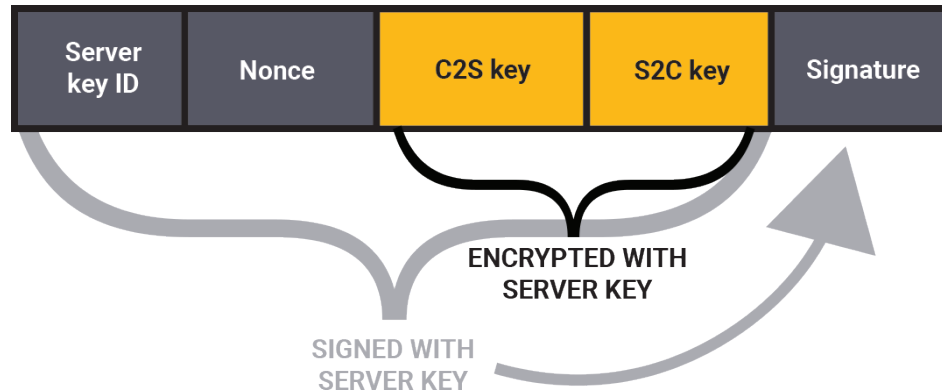 Server
key ID
Nonce
C2S key
S2C key
Signature
ENCRYPTED WITH
SERVER KEY
SIGNED WITH
SERVER KEY